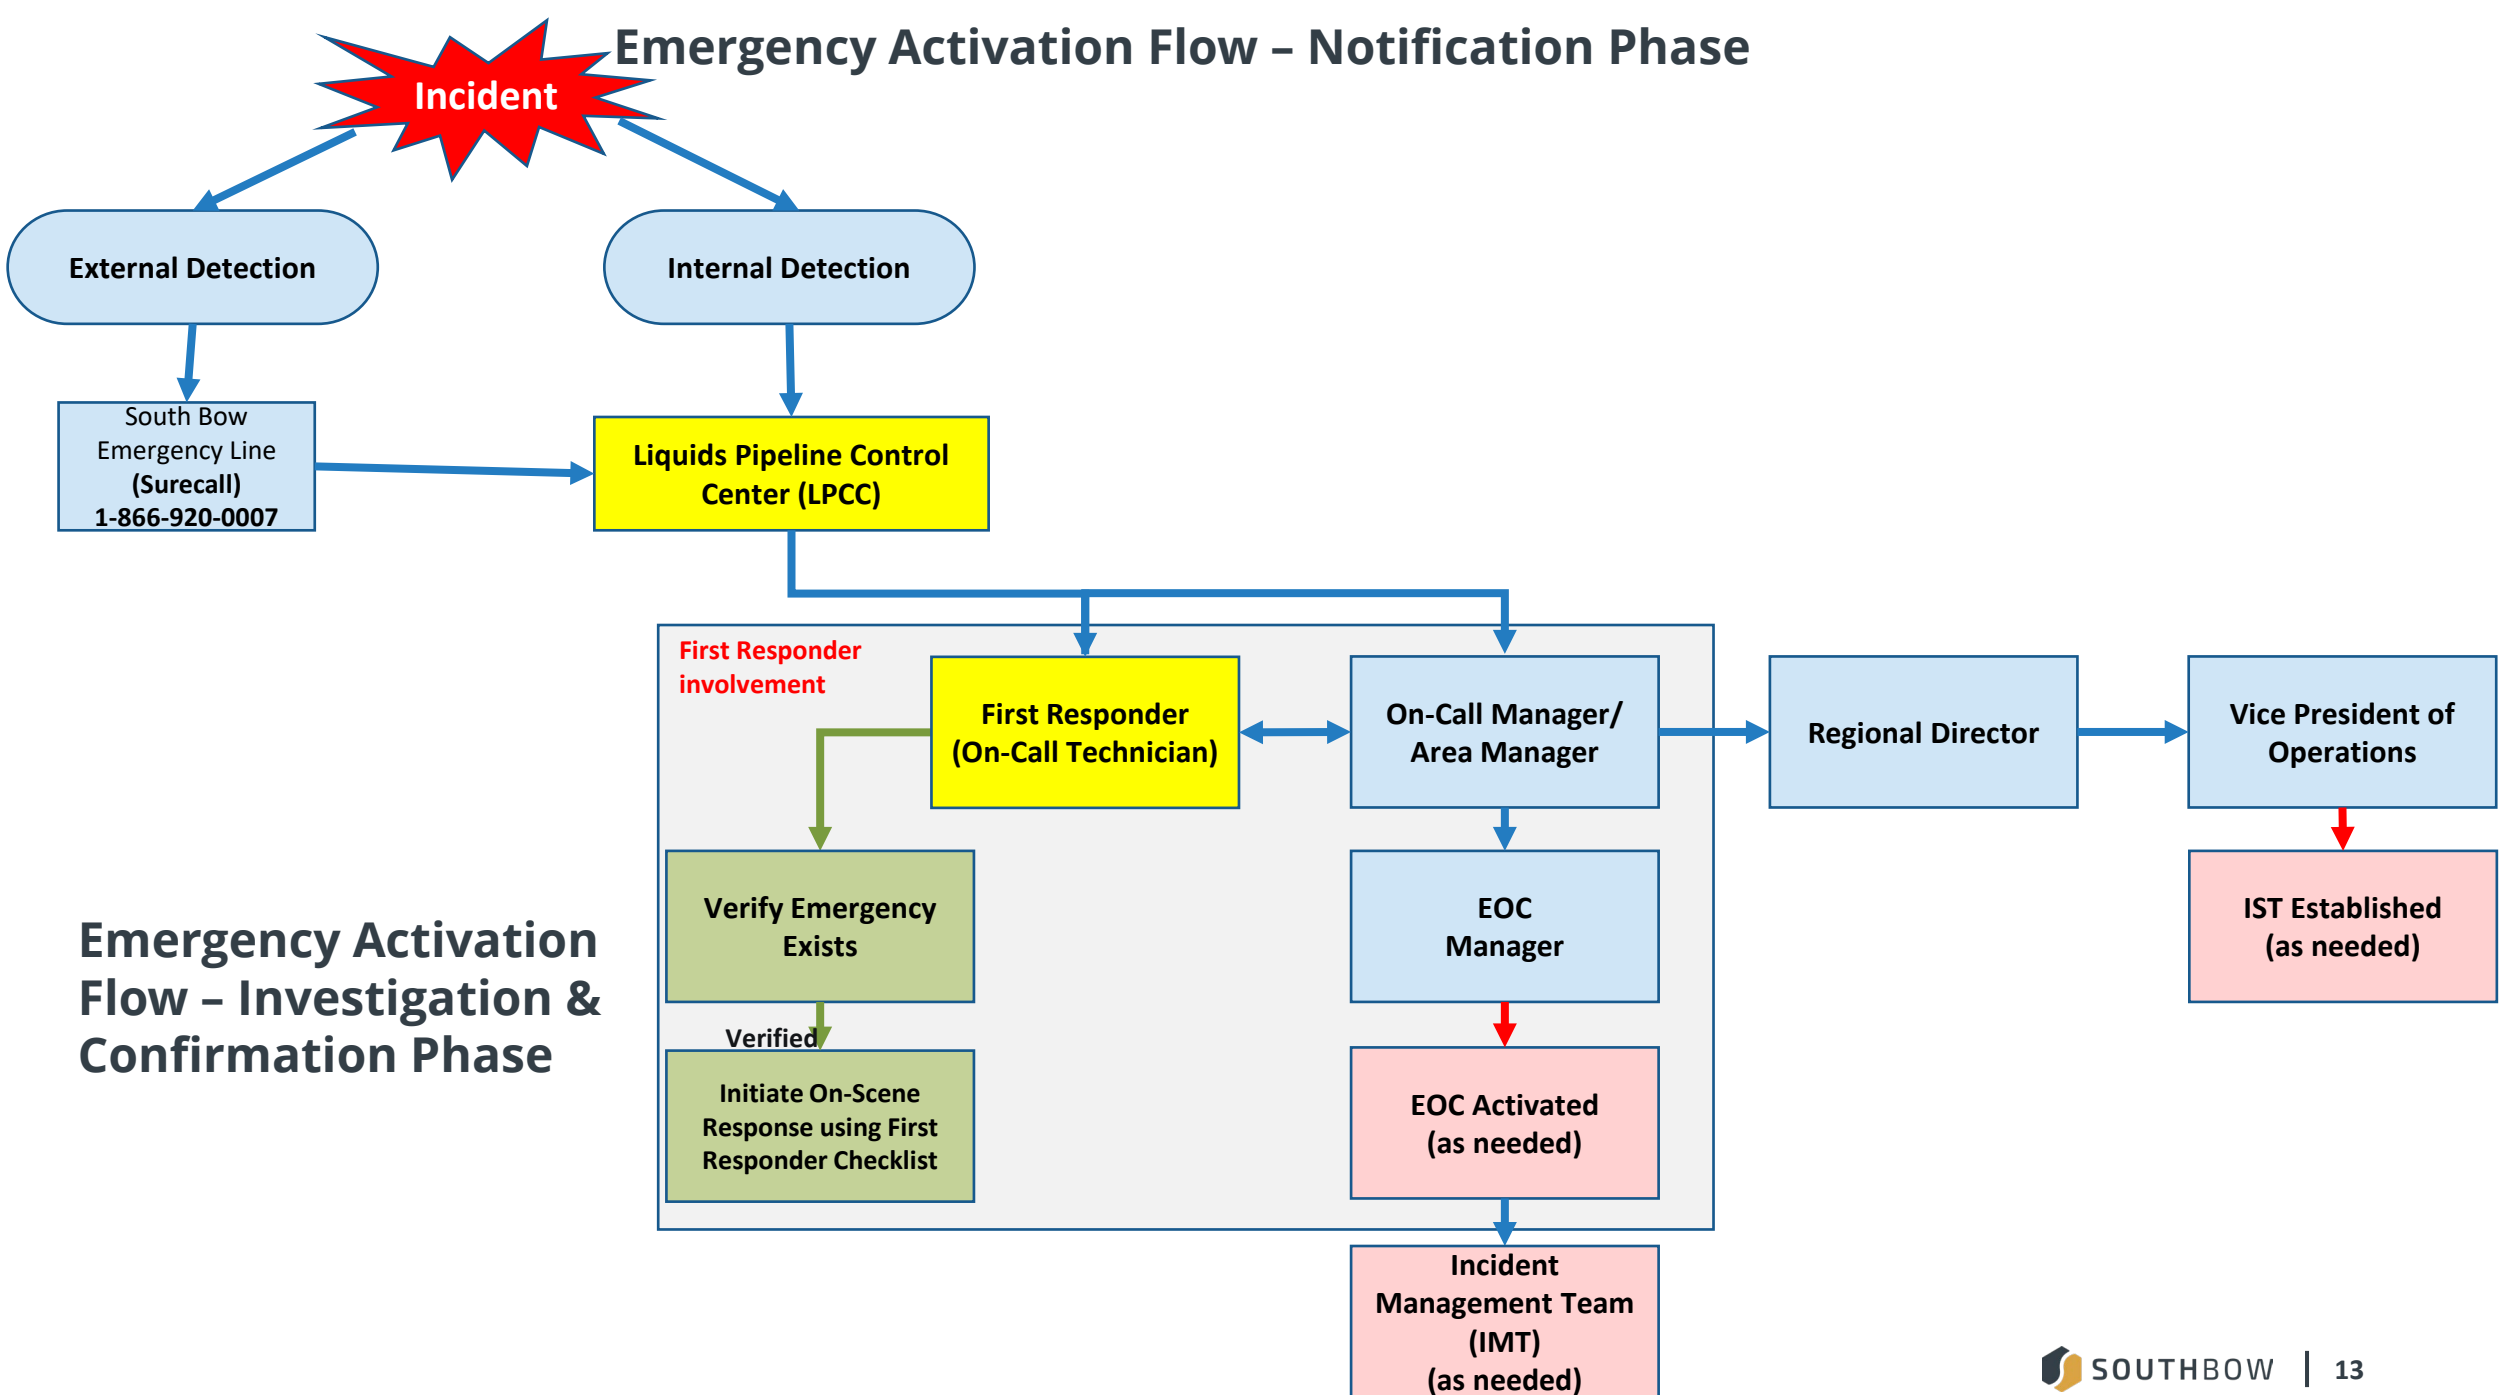 Emergency Activation Flow – Notification Phase
Incident
External Detection
Internal Detection
South Bow
Emergency Line
(Surecall)
1-866-920-0007
Liquids Pipeline Control
Center (LPCC)
First Responder
involvement
First Responder
(On-Call Technician)
On-Call Manager/
Area Manager
Regional Director
Vice President of
Operations
Verify Emergency
Exists
EOC
Manager
IST Established
(as needed)
Emergency Activation
Flow – Investigation &
Confirmation Phase
Verified
Initiate On-Scene
Response using First
Responder Checklist
EOC Activated
(as needed)
Incident
Management Team
(IMT)
(as needed)
SOUTHBOW
13